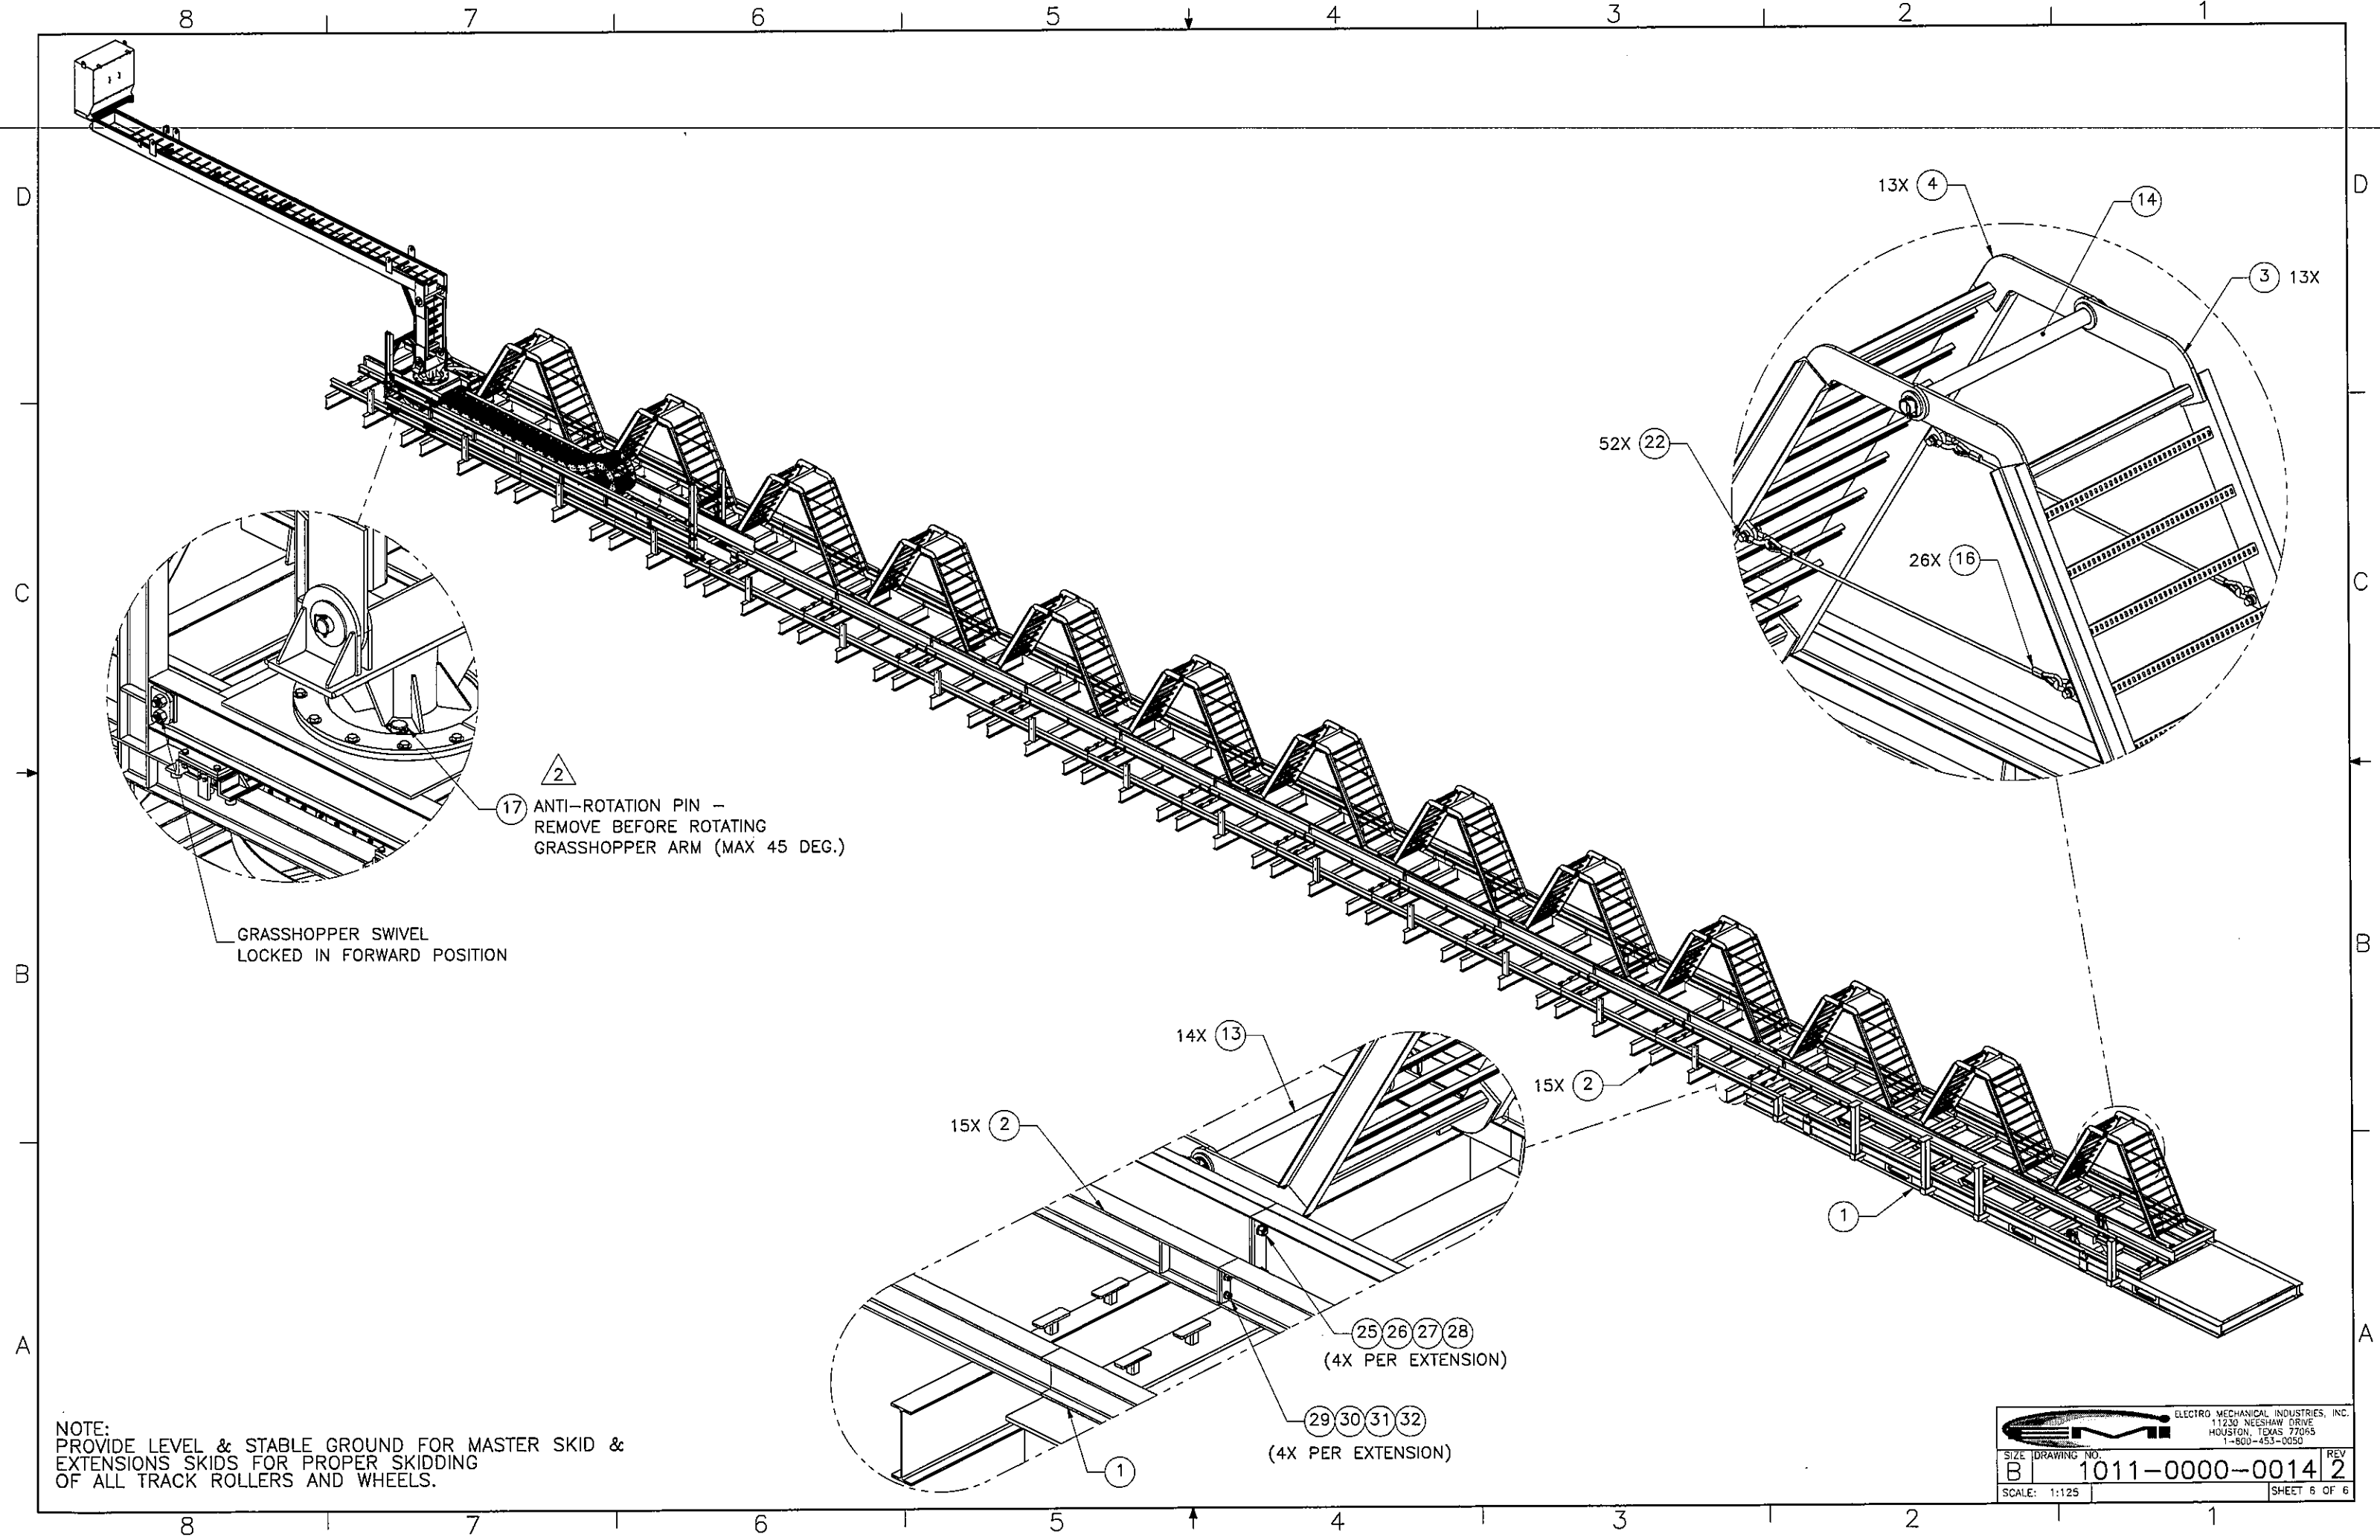 8 7 6 5 4 3 2 1
D
D
13X 4
14
3 13X
52X 22
26X 16
C
C
2
17 ANTI-ROTATION PIN -
REMOVE BEFORE ROTATING
GRASSHOPPER ARM (MAX 45 DEG.)
GRASSHOPPER SWIVEL
LOCKED IN FORWARD POSITION
B
B
14X 13
15X 2
15X 2
1
25 26 27 28
(4X PER EXTENSION)
29 30 31 32
(4X PER EXTENSION)
1
A
A
NOTE:
PROVIDE LEVEL & STABLE GROUND FOR MASTER SKID &
EXTENSIONS SKIDS FOR PROPER SKIDDING
OF ALL TRACK ROLLERS AND WHEELS.
EMI
ELECTRO MECHANICAL INDUSTRIES, INC.
11230 NEESHAW DRIVE
HOUSTON, TEXAS 77065
1-800-453-0050
SIZE DRAWING NO. REV
B 1011-0000-0014 2
SCALE: 1:125 SHEET 6 OF 6
8 7 6 5 4 3 2 1